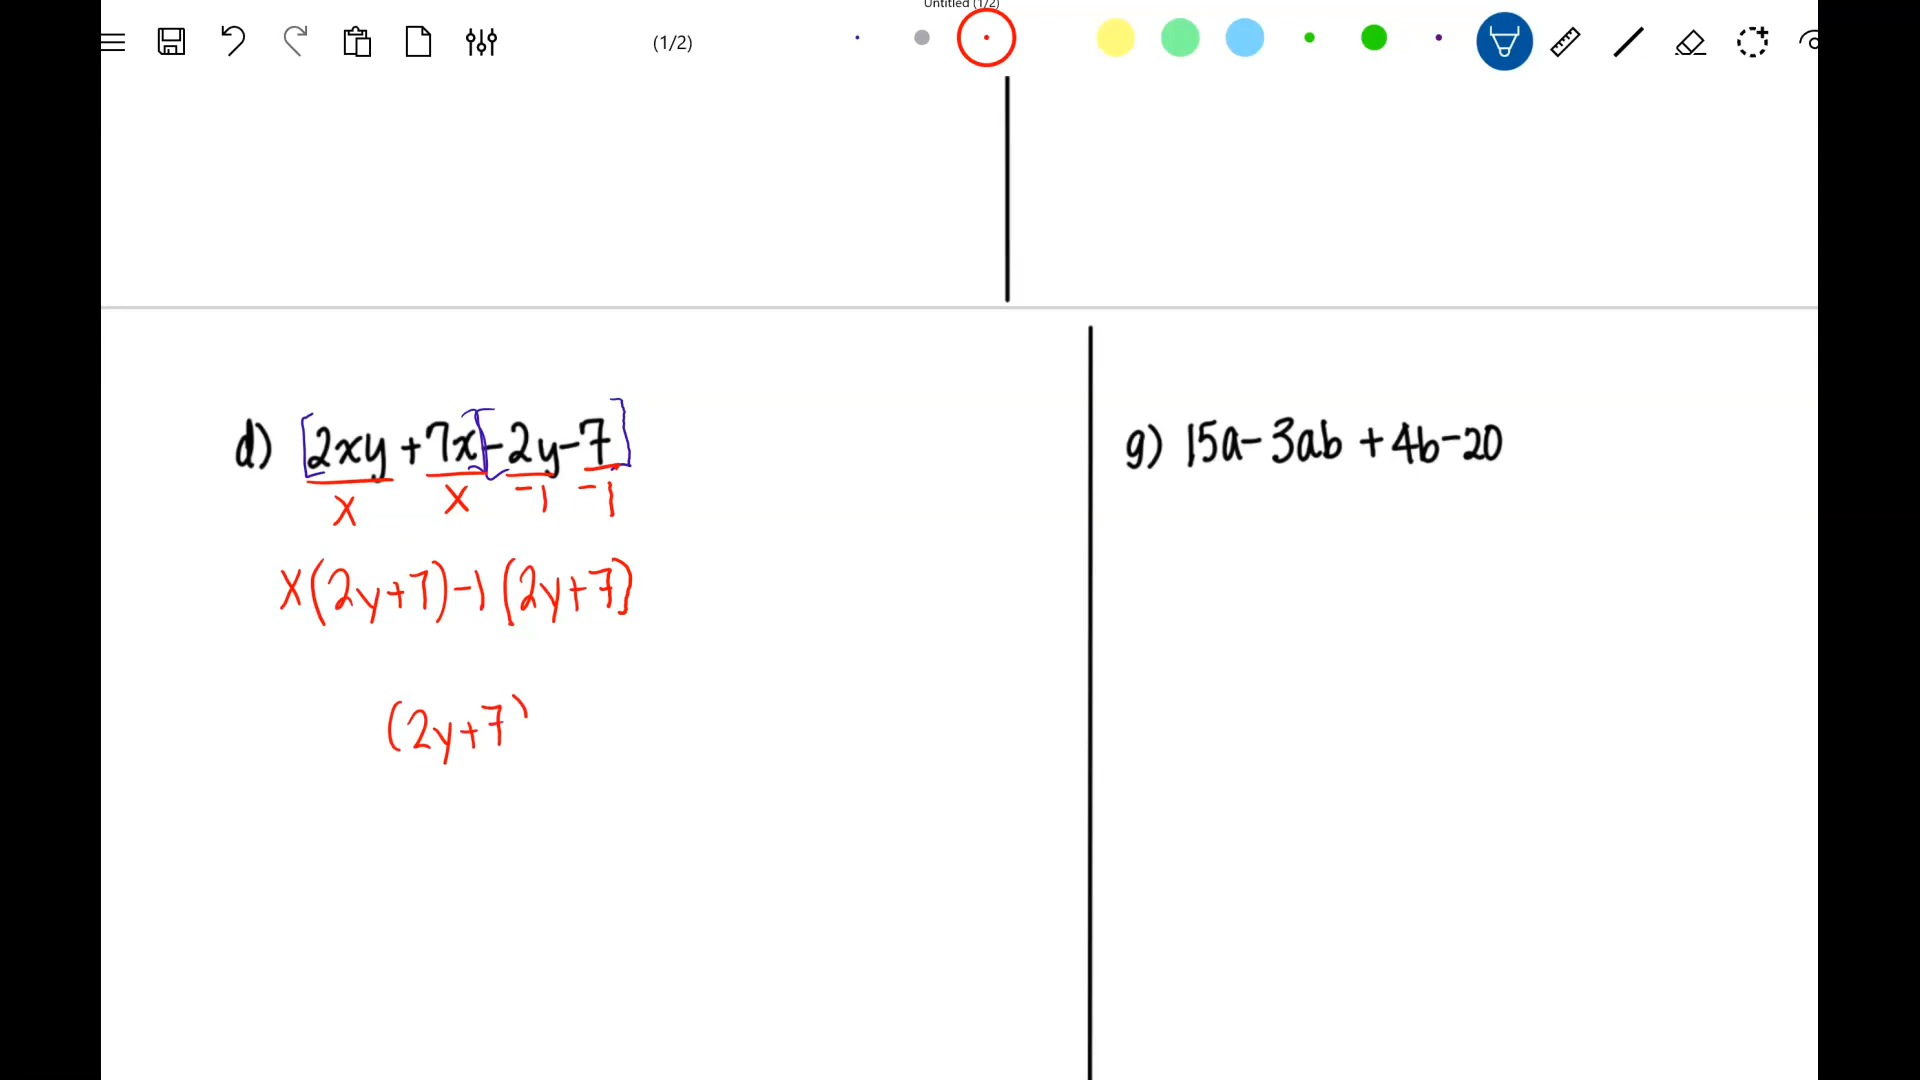 Untitled (1/2)
(1/2)
d) [2xy + 7x][- 2y - 7]
x x -1 -1
x(2y+7)-1(2y+7)
(2y+7)
g) 15a - 3ab + 4b - 20